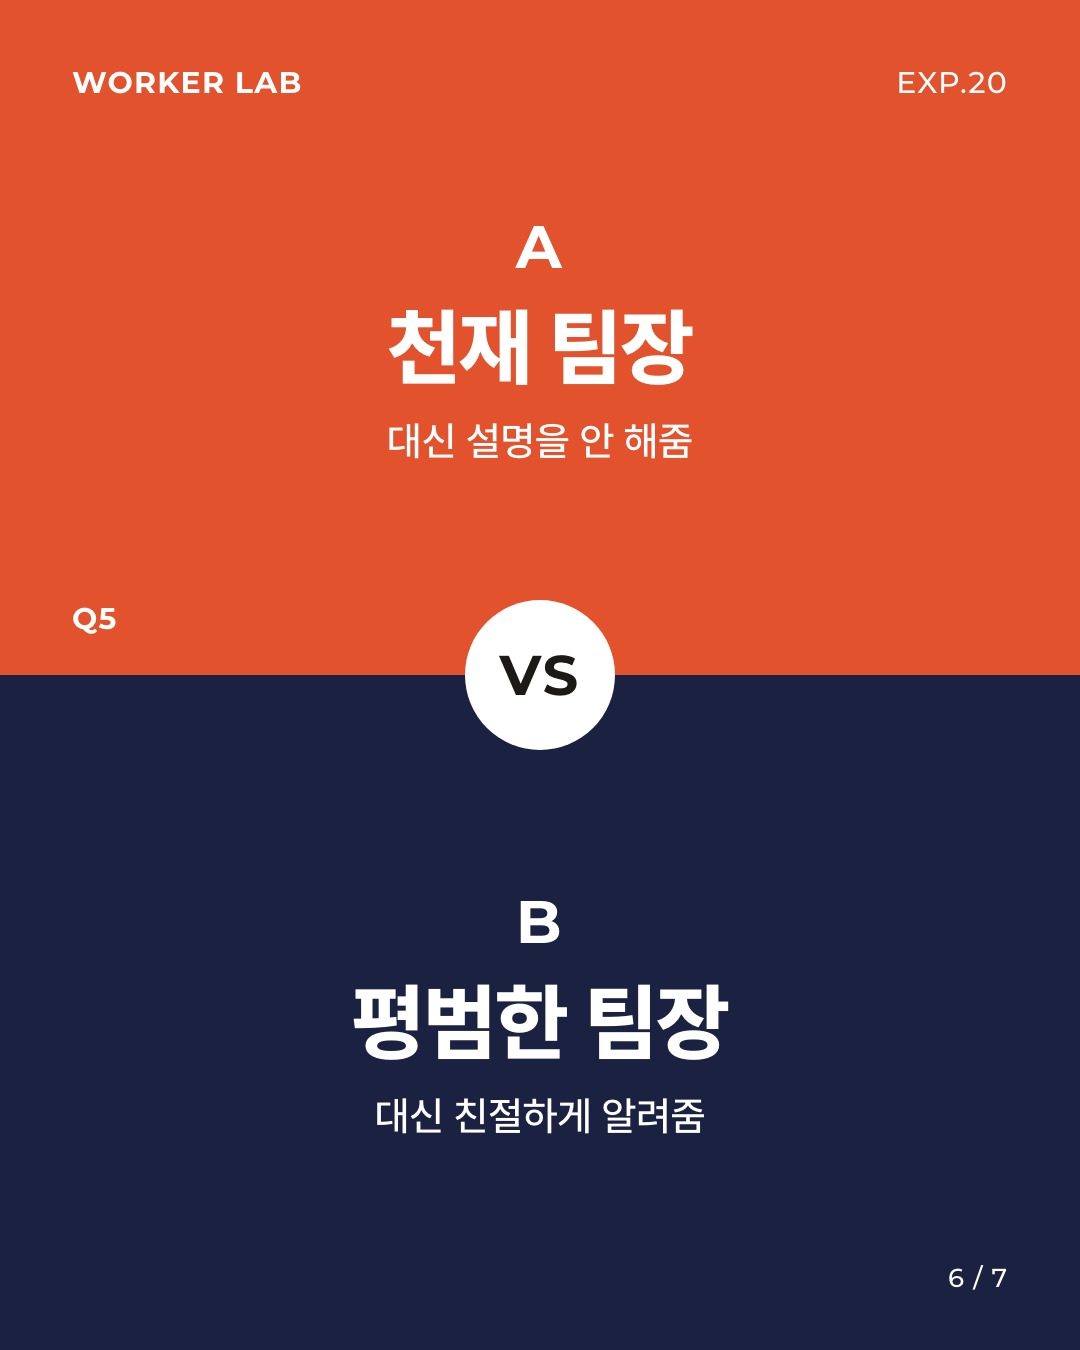 WORKER LAB
EXP.20
A
천재 팀장
대신 설명을 안 해줌
Q5
VS
B
평범한 팀장
대신 친절하게 알려줌
6 / 7